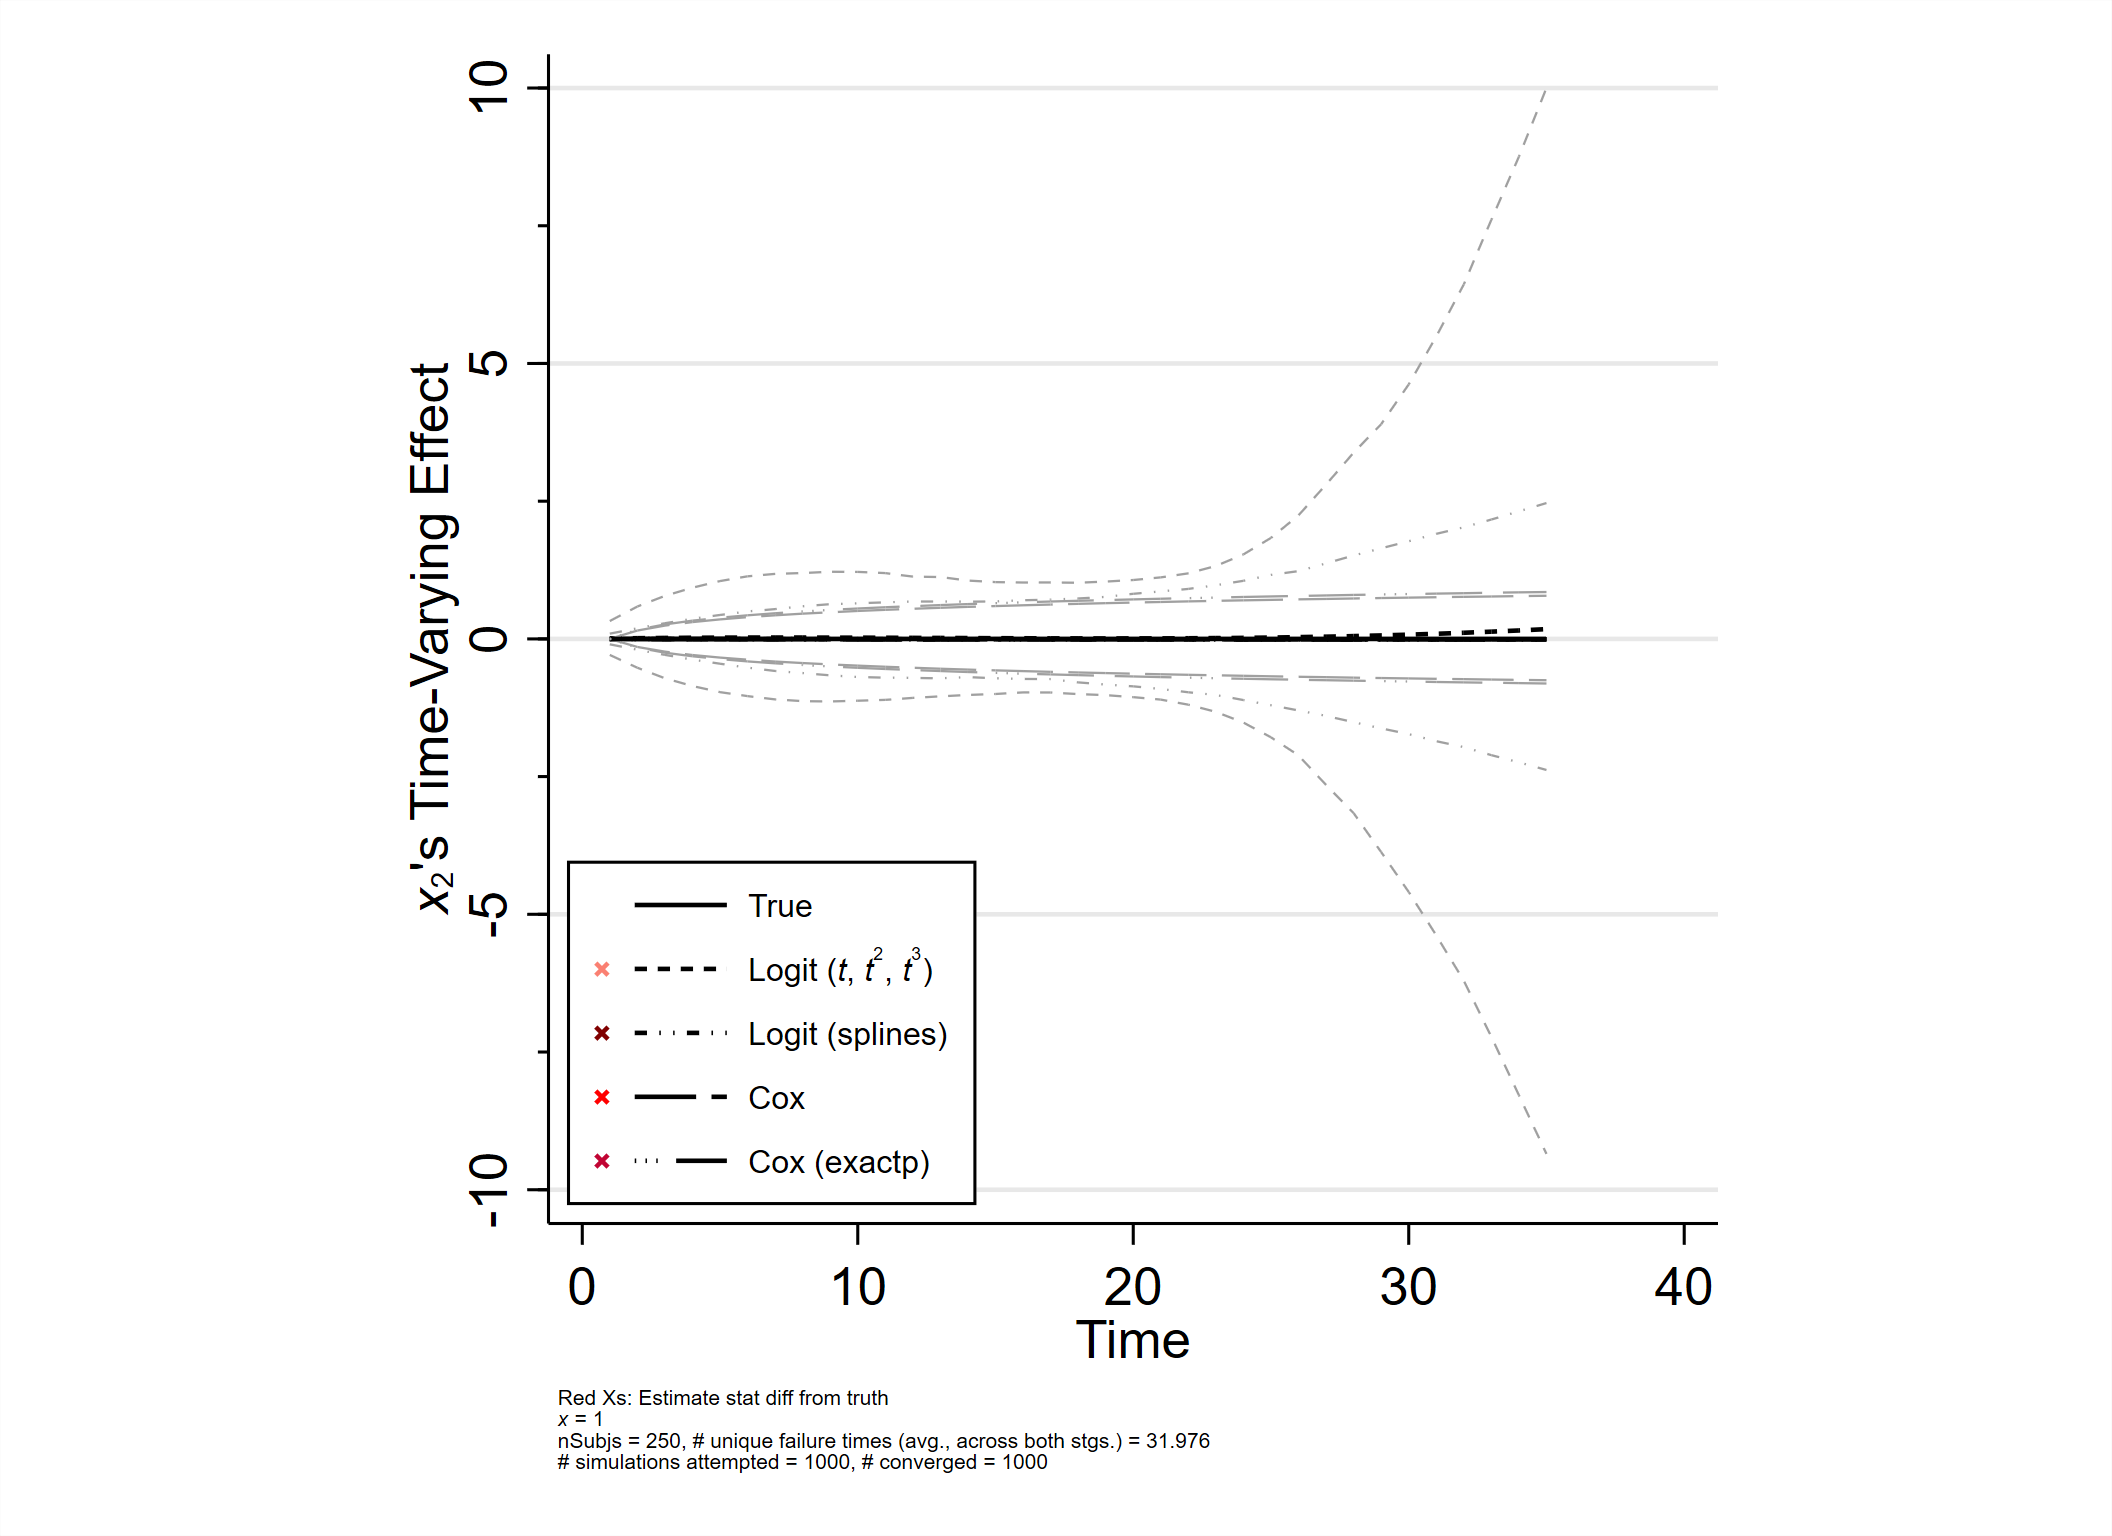 10
5
0
-5
-10
x₂'s Time-Varying Effect
True
Logit (t, t², t³)
Logit (splines)
Cox
Cox (exactp)
0 10 20 30 40
Time
Red Xs: Estimate stat diff from truth
x = 1
nSubjs = 250, # unique failure times (avg., across both stgs.) = 31.976
# simulations attempted = 1000, # converged = 1000